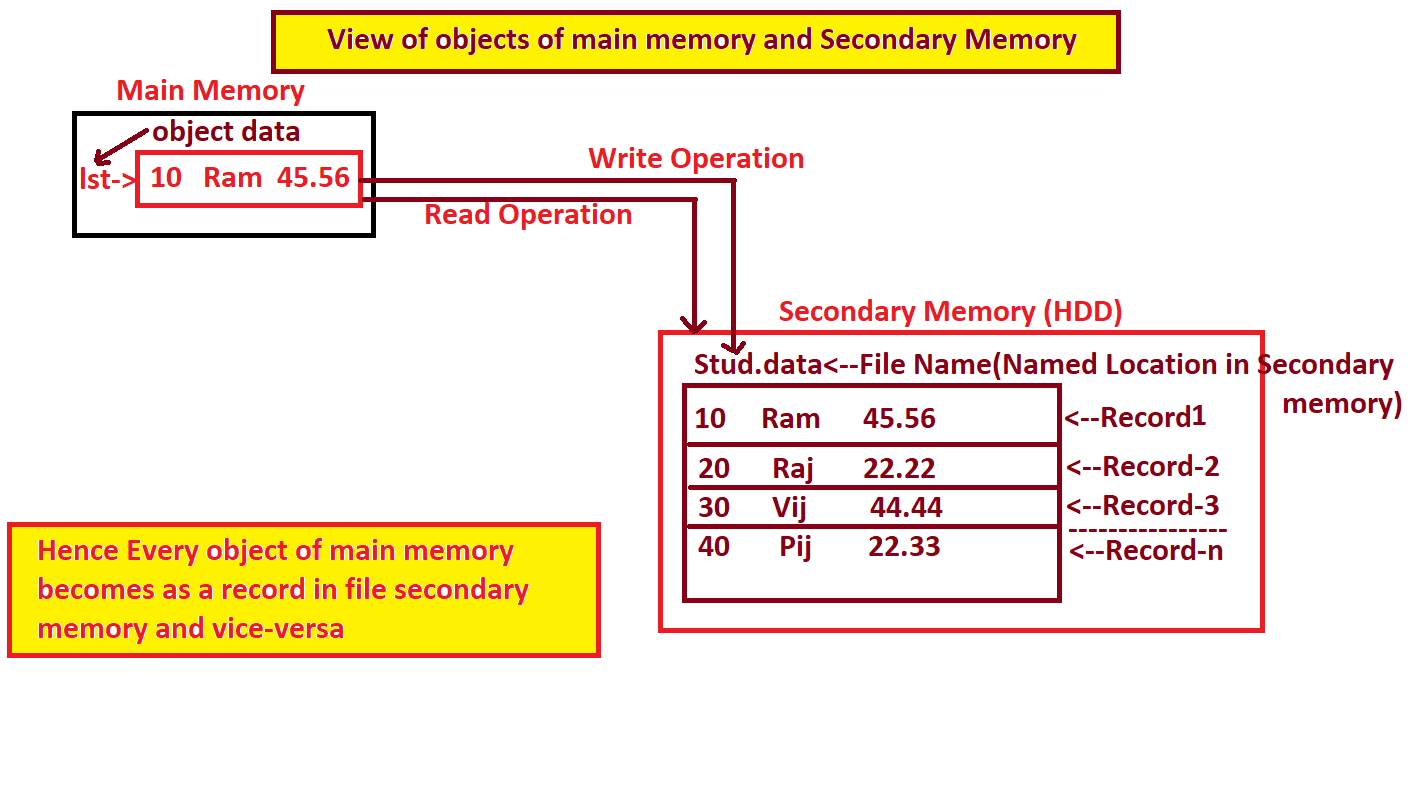 View of objects of main memory and Secondary Memory
Main Memory
object data
lst->
10 Ram 45.56
Write Operation
Read Operation
Secondary Memory (HDD)
Stud.data<--File Name(Named Location in Secondary
memory)
10 Ram 45.56 <--Record1
20 Raj 22.22 <--Record-2
30 Vij 44.44 <--Record-3
----------------
40 Pij 22.33 <--Record-n
Hence Every object of main memory
becomes as a record in file secondary
memory and vice-versa